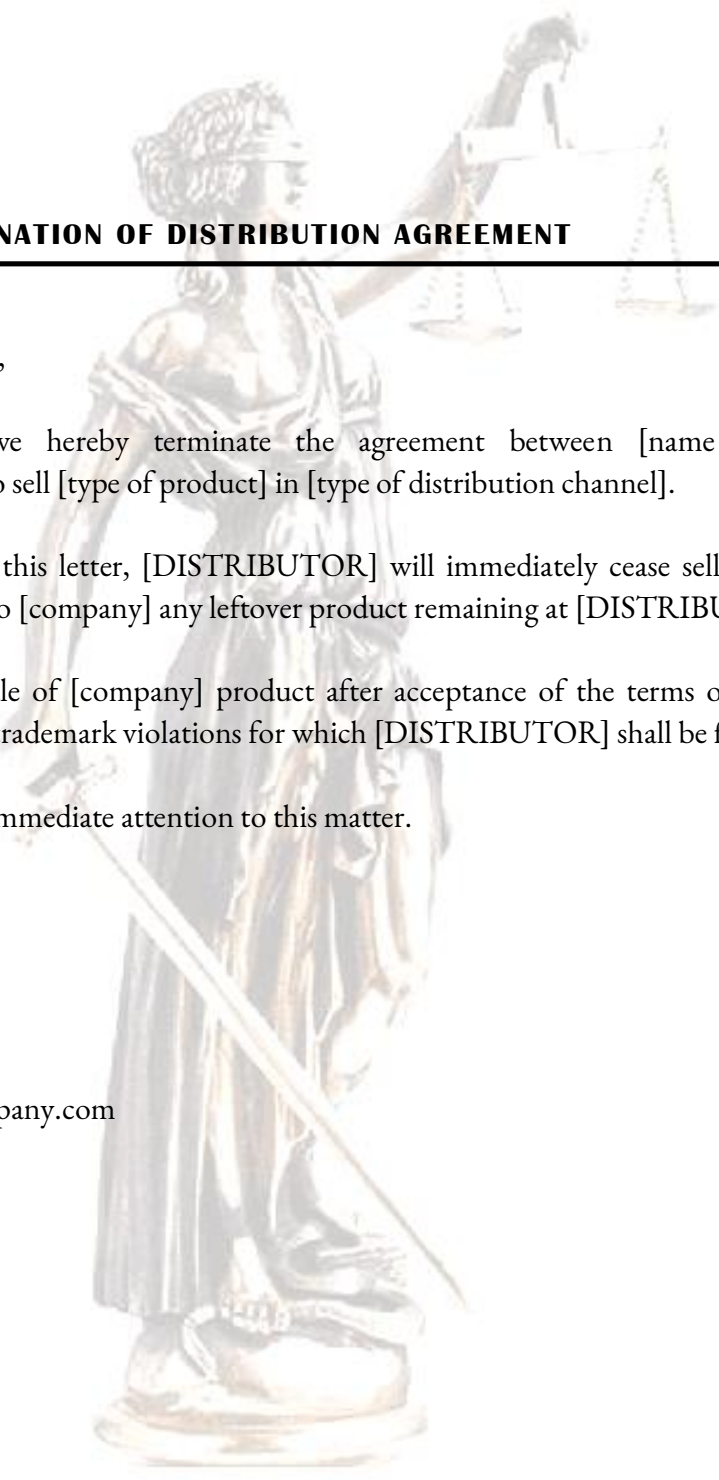 NATION OF DISTRIBUTION AGREEMENT
,
we hereby terminate the agreement between [name
o sell [type of product] in [type of distribution channel].
this letter, [DISTRIBUTOR] will immediately cease sell
o [company] any leftover product remaining at [DISTRIBU
le of [company] product after acceptance of the terms o
rademark violations for which [DISTRIBUTOR] shall be f
mmediate attention to this matter.
pany.com